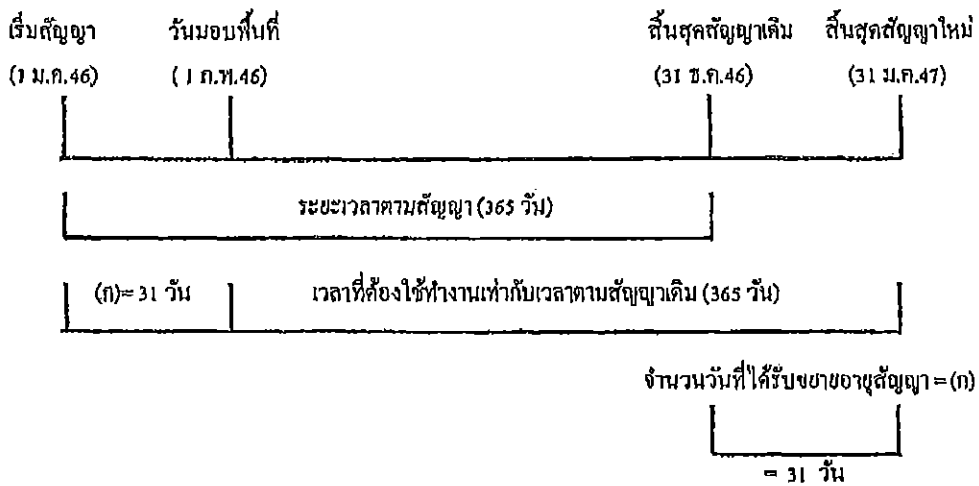 เริ่มสัญญา วันมอบพื้นที่ สิ้นสุดสัญญาเดิม สิ้นสุดสัญญาใหม่
(1 ม.ค.46) (1 ก.พ.46) (31 ธ.ค.46) (31 ม.ค.47)
ระยะเวลาตามสัญญา (365 วัน)
(ก)= 31 วัน เวลาที่ต้องใช้ทำงานเท่ากับเวลาตามสัญญาเดิม (365 วัน)
จำนวนวันที่ได้รับขยายอายุสัญญา = (ก)
= 31 วัน